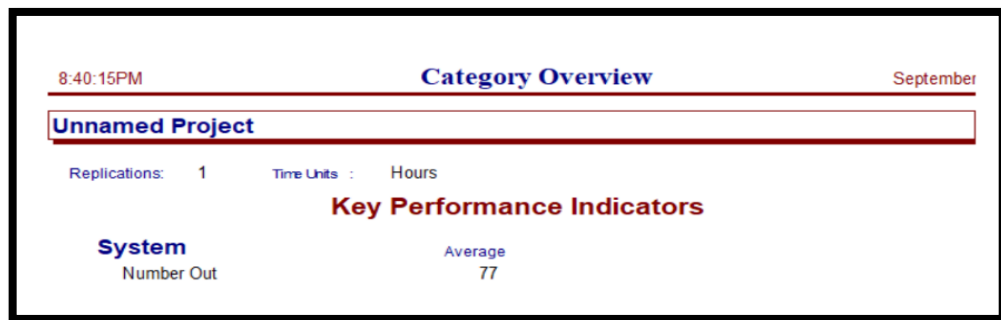 8:40:15PM Category Overview September
Unnamed Project
Replications: 1 Time Units : Hours
Key Performance Indicators
System Average
Number Out 77